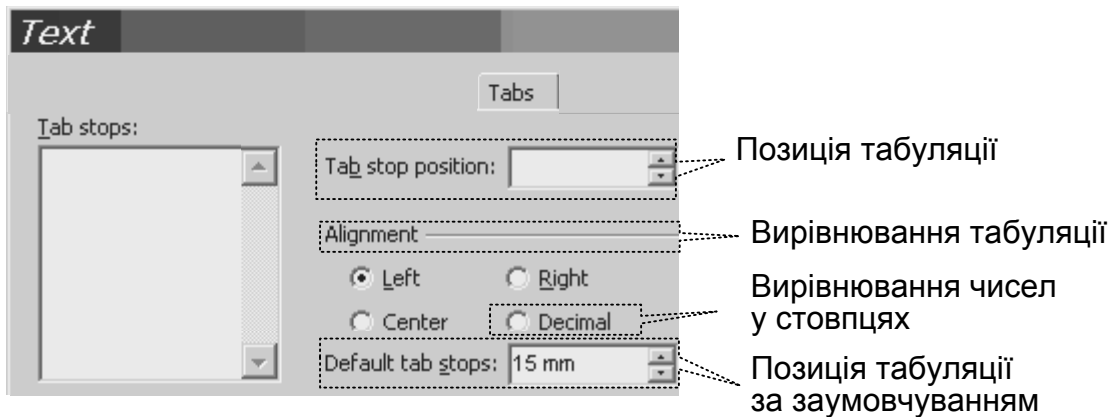 Text
Tabs
Tab stops:
Tab stop position:
Позиція табуляції
Alignment
Вирівнювання табуляції
Left
Right
Вирівнювання чисел
у стовпцях
Center
Decimal
Default tab stops: 15 mm
Позиція табуляції
за заумовчуванням